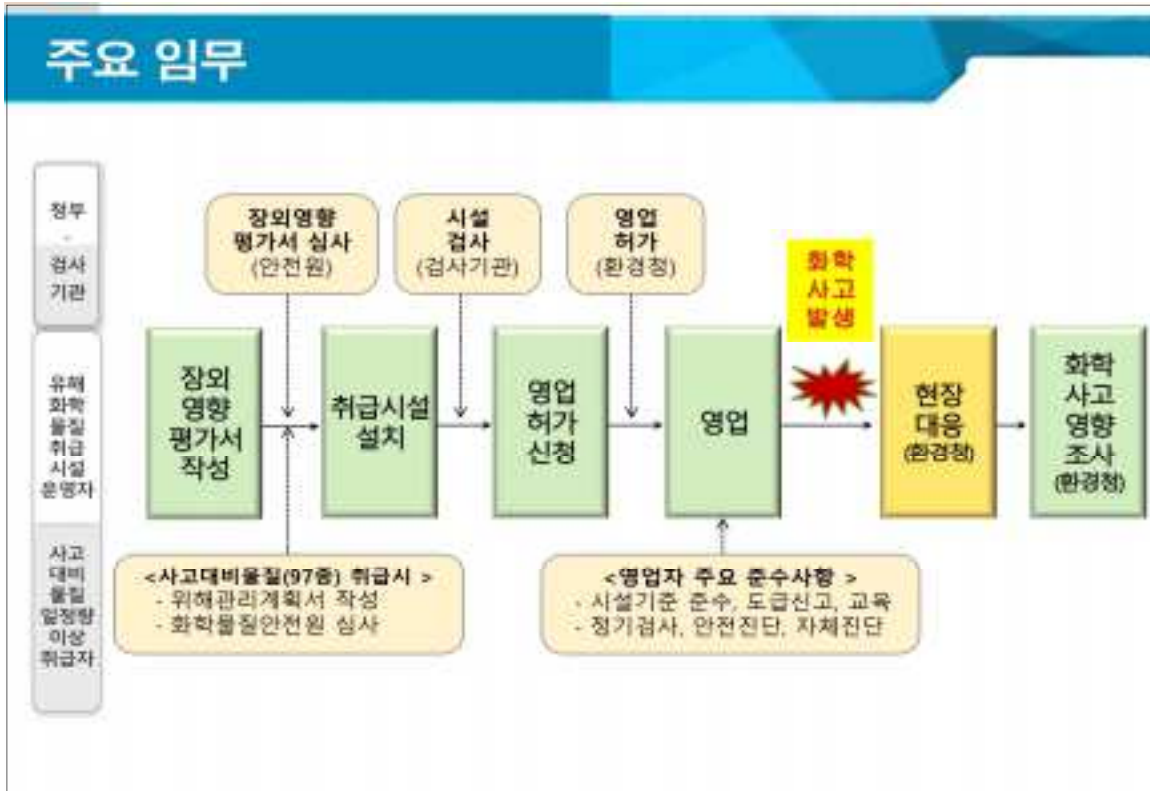 주요 임무
정부
-
검사
기관
장외영향
평가서 심사
(안전원)
시설
검사
(검사기관)
영업
허가
(환경청)
화학
사고
발생
유해
화학
물질
취급
시설
운영자
장외
영향
평가서
작성
취급시설
설치
영업
허가
신청
영업
현장
대응
(환경청)
화학
사고
영향
조사
(환경청)
사고
대비
물질
일정량
이상
취급자
<사고대비물질(97종) 취급시 >
- 위해관리계획서 작성
- 화학물질안전원 심사
<영업자 주요 준수사항 >
- 시설기준 준수, 도급신고, 교육
- 정기검사, 안전진단, 자체진단